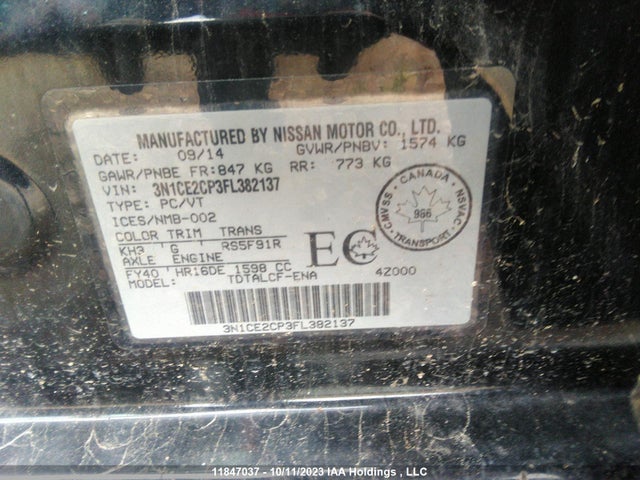 MANUFACTURED BY NISSAN MOTOR CO., LTD.
DATE: 09/14 GVWR/PNBV: 1574 KG
GAWR/PNBE FR: 847 KG RR: 773 KG
VIN: 3N1CE2CP3FL382137
TYPE: PC/VT
ICES/NMB-002
COLOR TRIM TRANS
KH3 G RS5F91R
AXLE ENGINE
FY40 HR16DE 1598 CC
MODEL: TDTALCF-ENA 4Z000
EC
CANADA
CMVSS NSVAC
986
TRANSPORT
3N1CE2CP3FL382137
11847037 - 10/11/2023 IAA Holdings , LLC